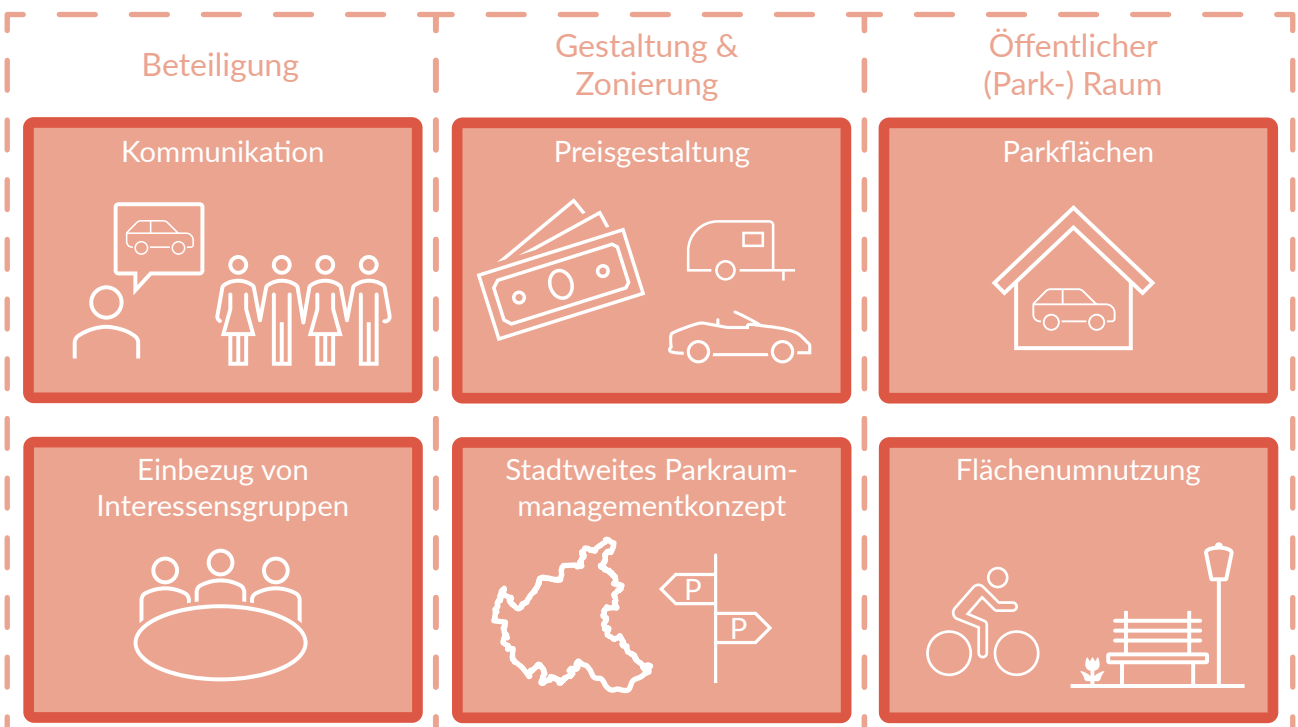 Beteiligung
Gestaltung &
Zonierung
Öffentlicher
(Park-) Raum
Kommunikation
Preisgestaltung
Parkflächen
Einbezug von
Interessensgruppen
Stadtweites Parkraum-
managementkonzept
P
P
Flächenumnutzung